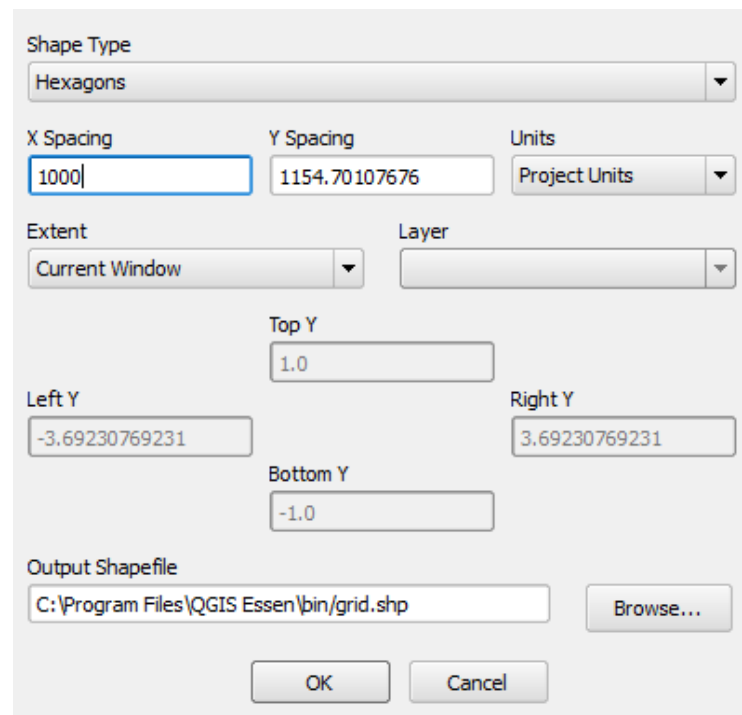 Shape Type
Hexagons
X Spacing Y Spacing Units
1000 1154.70107676 Project Units
Extent Layer
Current Window
Top Y
1.0
Left Y Right Y
-3.69230769231 3.69230769231
Bottom Y
-1.0
Output Shapefile
C:\Program Files\QGIS Essen\bin/grid.shp Browse...
OK Cancel